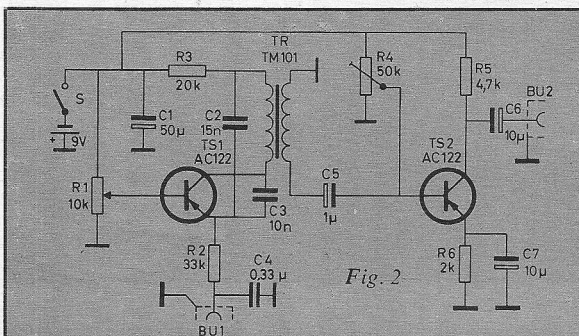 TR
TM101
R3
20k
R4
50k
R5
4,7k
BU2
S
C1
50µ
C2
15n
C6
10µ
+ 9V
TS1
AC122
TS2
AC122
R1
10k
C5
1µ
C3
10n
R2
33k
C4
0,33 µ
Fig. 2
R6
2k
C7
10µ
BU1